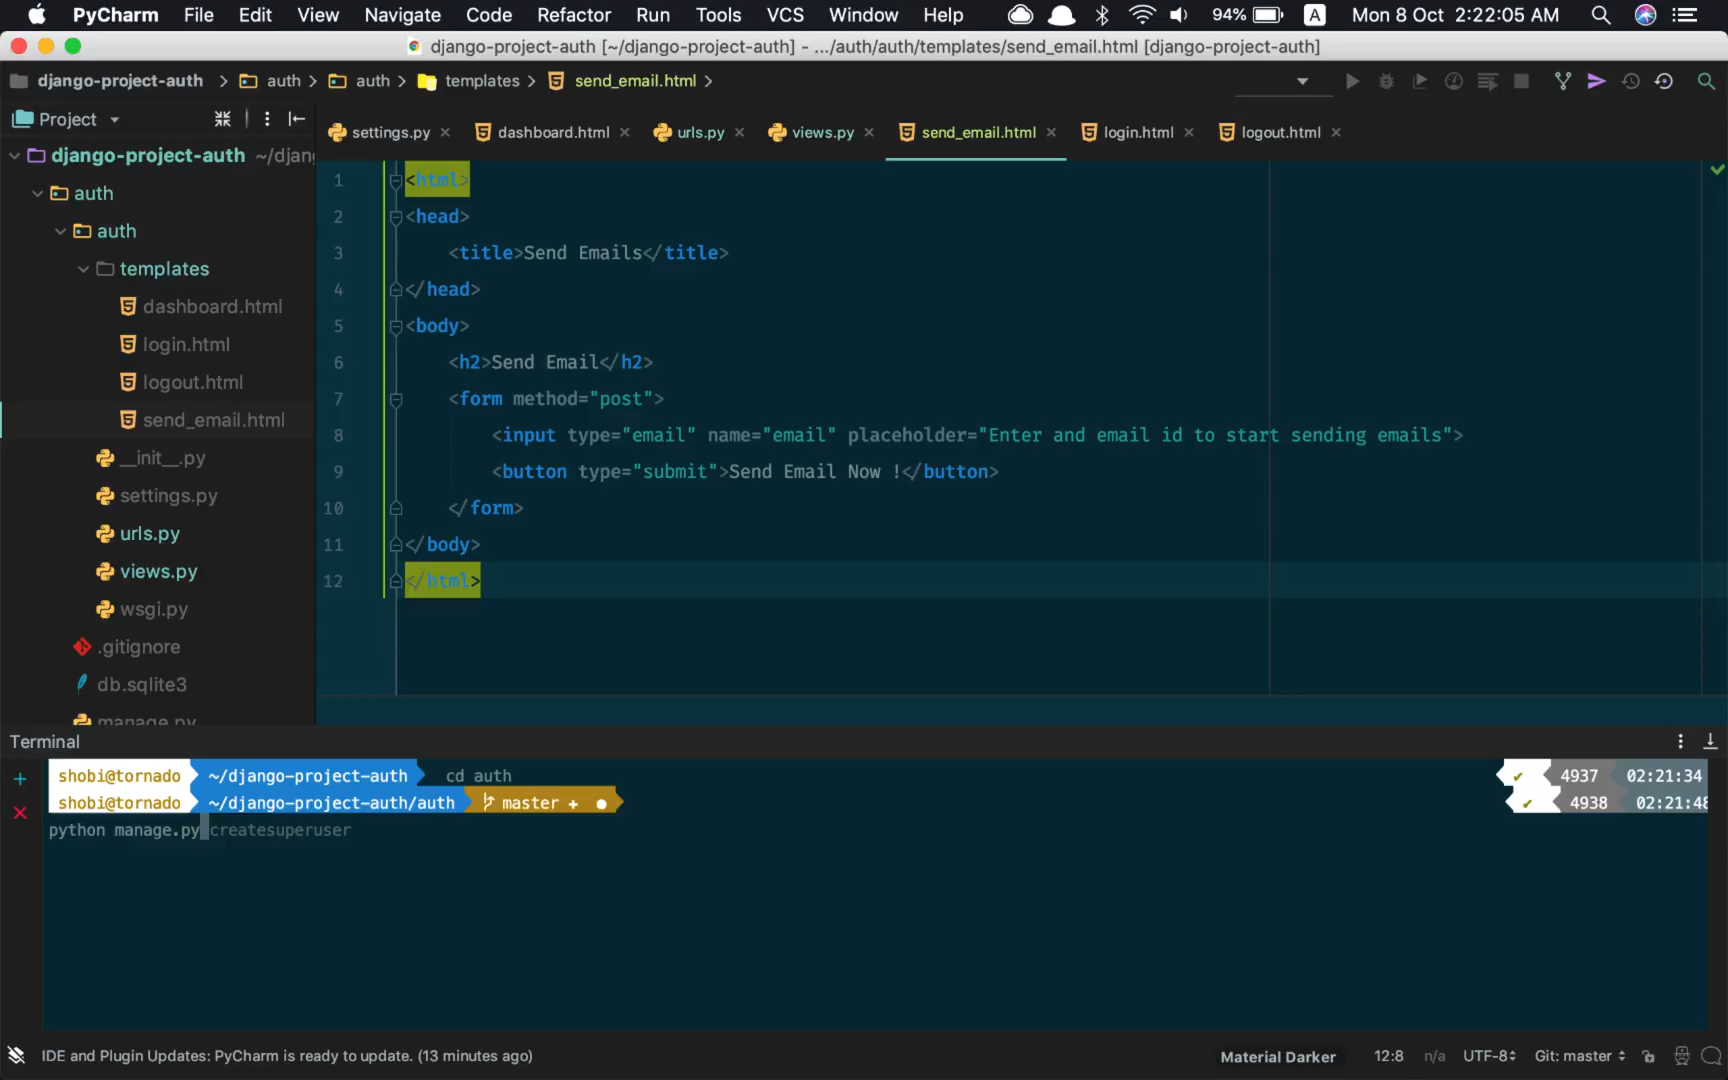 PyCharm File Edit View Navigate Code Refactor Run Tools VCS Window Help 94% A Mon 8 Oct 2:22:05 AM
django-project-auth [~/django-project-auth] - .../auth/auth/templates/send_email.html [django-project-auth]
django-project-auth auth auth templates send_email.html
Project
settings.py dashboard.html urls.py views.py send_email.html login.html logout.html
django-project-auth ~/djan
auth
auth
templates
dashboard.html
login.html
logout.html
send_email.html
__init__.py
settings.py
urls.py
views.py
wsgi.py
.gitignore
db.sqlite3
manage.py
1 <html>
2 <head>
3 <title>Send Emails</title>
4 </head>
5 <body>
6 <h2>Send Email</h2>
7 <form method="post">
8 <input type="email" name="email" placeholder="Enter and email id to start sending emails">
9 <button type="submit">Send Email Now !</button>
10 </form>
11 </body>
12 </html>
Terminal
shobi@tornado ~/django-project-auth cd auth ✔ 4937 02:21:34
shobi@tornado ~/django-project-auth/auth master + ● ✔ 4938 02:21:48
python manage.py createsuperuser
IDE and Plugin Updates: PyCharm is ready to update. (13 minutes ago) Material Darker 12:8 n/a UTF-8 Git: master